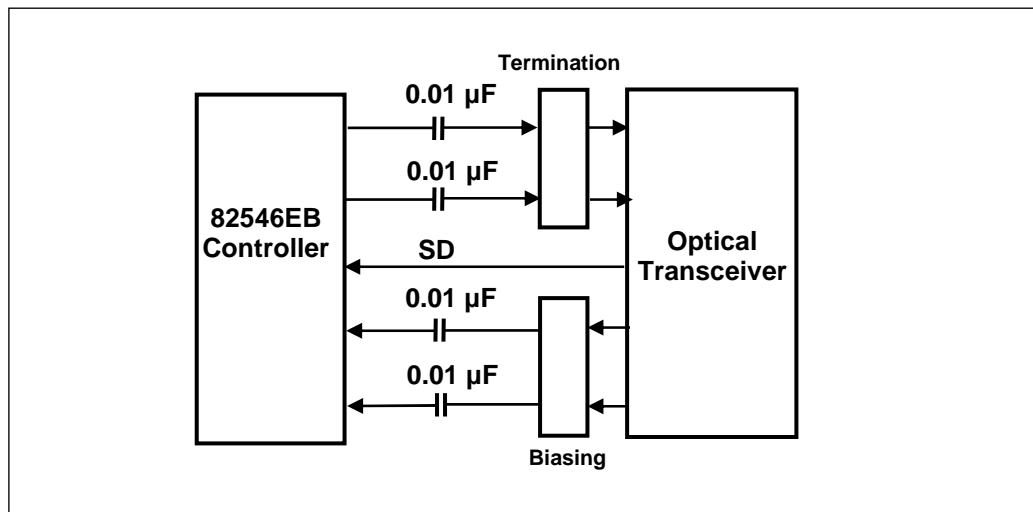 Termination
0.01 µF
0.01 µF
82546EB
Controller
SD
Optical
Transceiver
0.01 µF
0.01 µF
Biasing